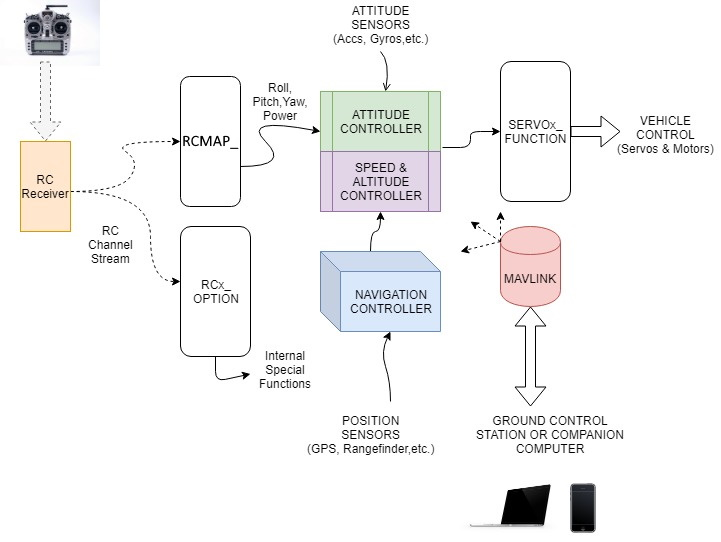 ATTITUDE
SENSORS
(Accs, Gyros,etc.)
Roll,
Pitch,Yaw,
Power
RCMAP_
ATTITUDE
CONTROLLER
SPEED &
ALTITUDE
CONTROLLER
SERVOx_
FUNCTION
VEHICLE
CONTROL
(Servos & Motors)
RC
Receiver
RC
Channel
Stream
RCx_
OPTION
NAVIGATION
CONTROLLER
MAVLINK
Internal
Special
Functions
POSITION
SENSORS
(GPS, Rangefinder,etc.)
GROUND CONTROL
STATION OR COMPANION
COMPUTER